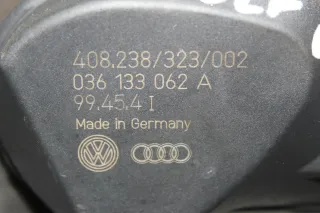 408.238/323/002
036 133 062 A
99.45.4 I
Made in Germany